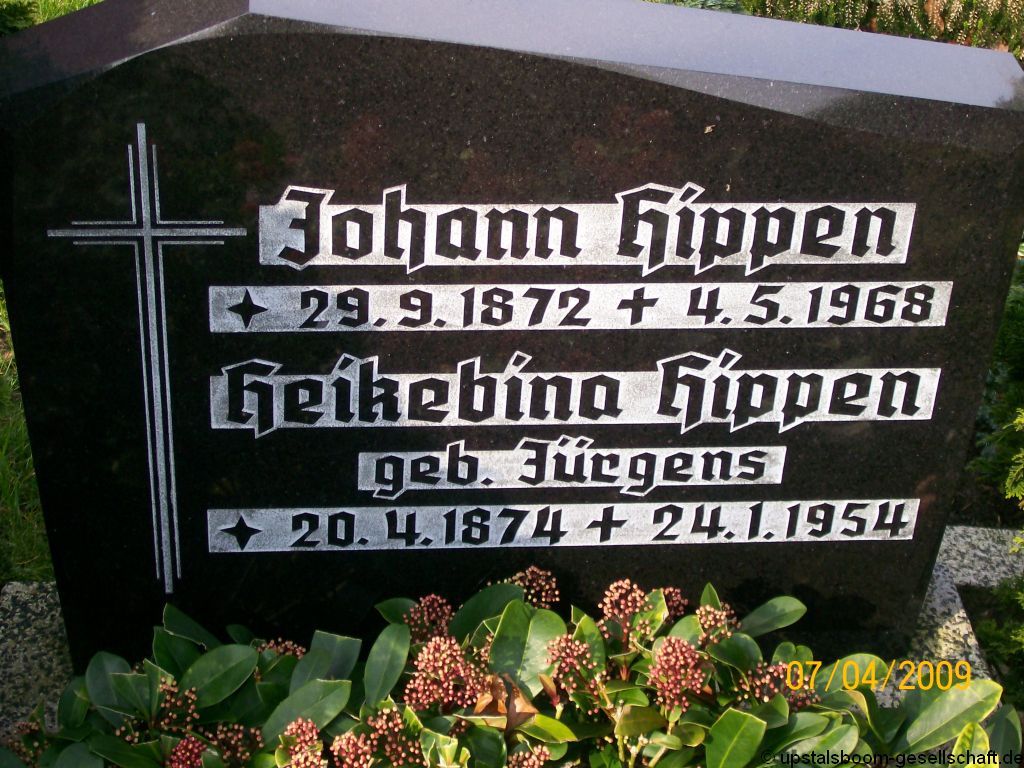 Johann Hippen
29.9.1872 + 4.5.1968
Heikebina Hippen
geb. Jürgens
20.4.1874 + 24.1.1954
07/04/2009
© upstalsboom-gesellschaft.de